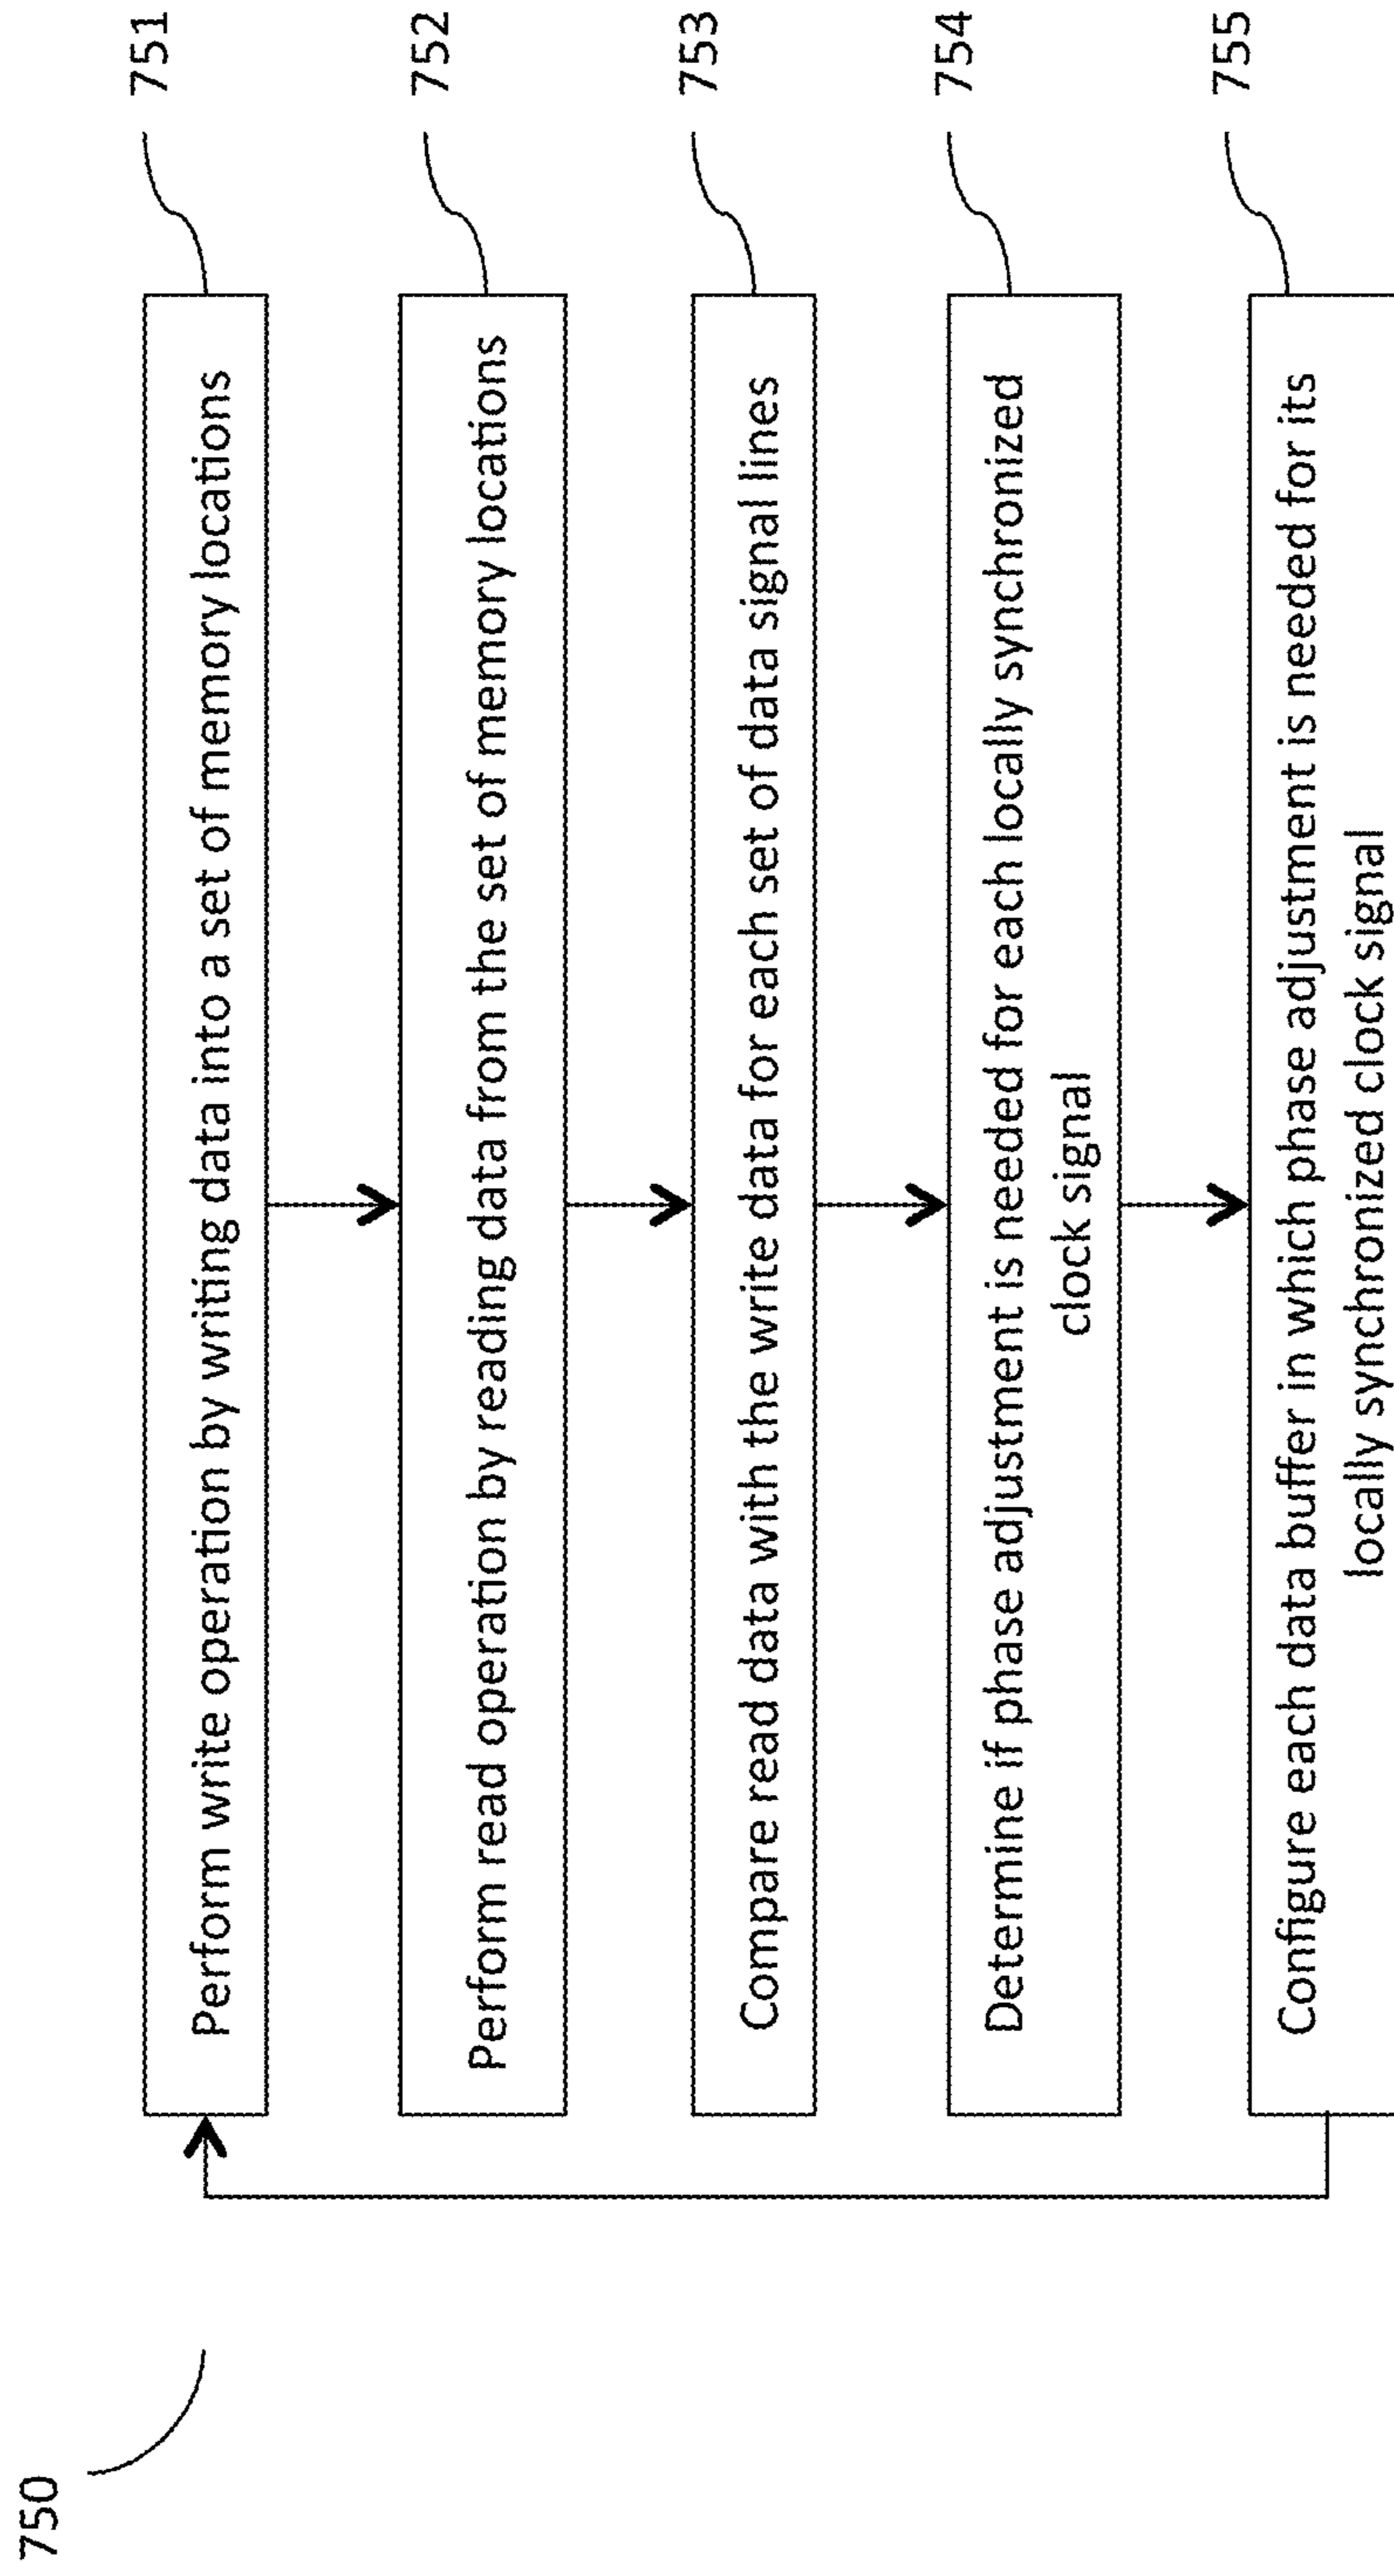 750
751
Perform write operation by writing data into a set of memory locations
752
Perform read operation by reading data from the set of memory locations
753
Compare read data with the write data for each set of data signal lines
754
Determine if phase adjustment is needed for each locally synchronized
clock signal
755
Configure each data buffer in which phase adjustment is needed for its
locally synchronized clock signal